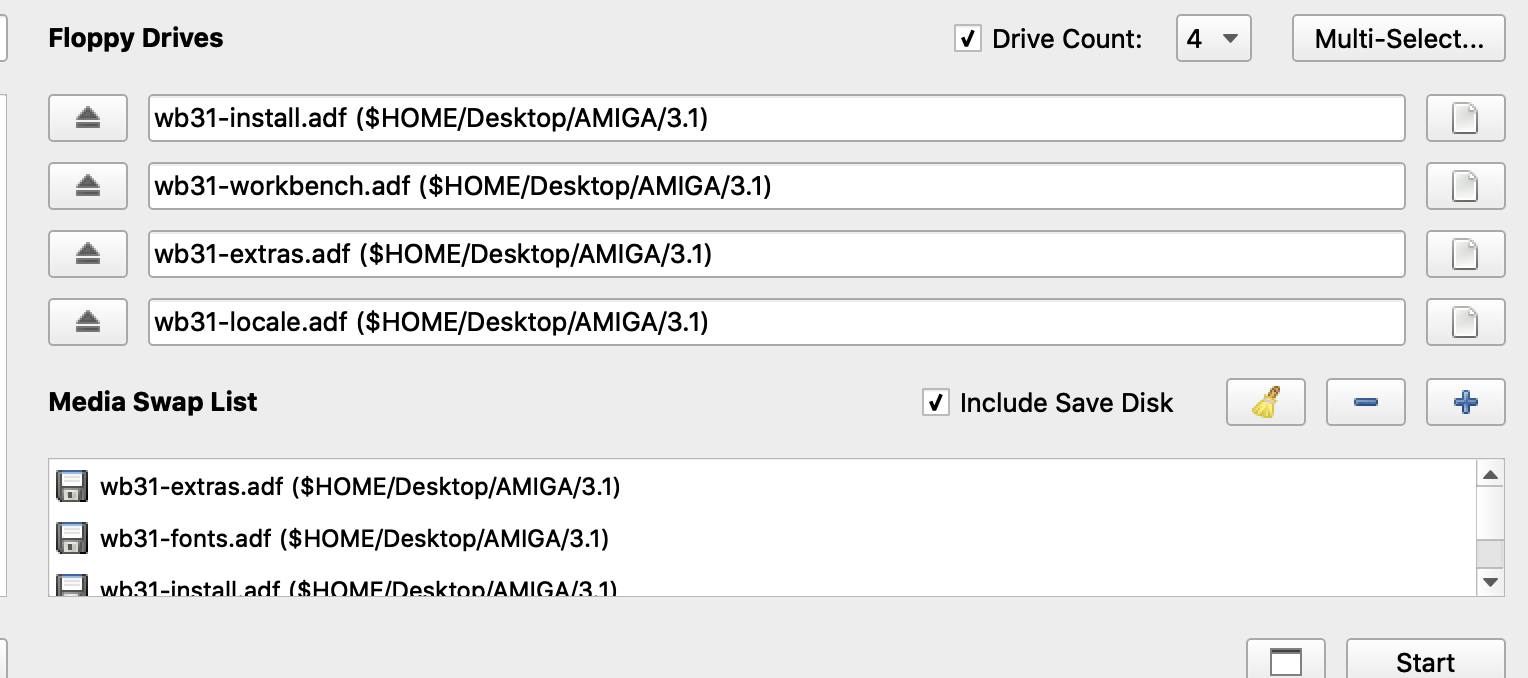 Floppy Drives Drive Count: 4 Multi-Select...
wb31-install.adf ($HOME/Desktop/AMIGA/3.1)
wb31-workbench.adf ($HOME/Desktop/AMIGA/3.1)
wb31-extras.adf ($HOME/Desktop/AMIGA/3.1)
wb31-locale.adf ($HOME/Desktop/AMIGA/3.1)
Media Swap List Include Save Disk
wb31-extras.adf ($HOME/Desktop/AMIGA/3.1)
wb31-fonts.adf ($HOME/Desktop/AMIGA/3.1)
wb31-install.adf ($HOME/Desktop/AMIGA/3.1)
Start